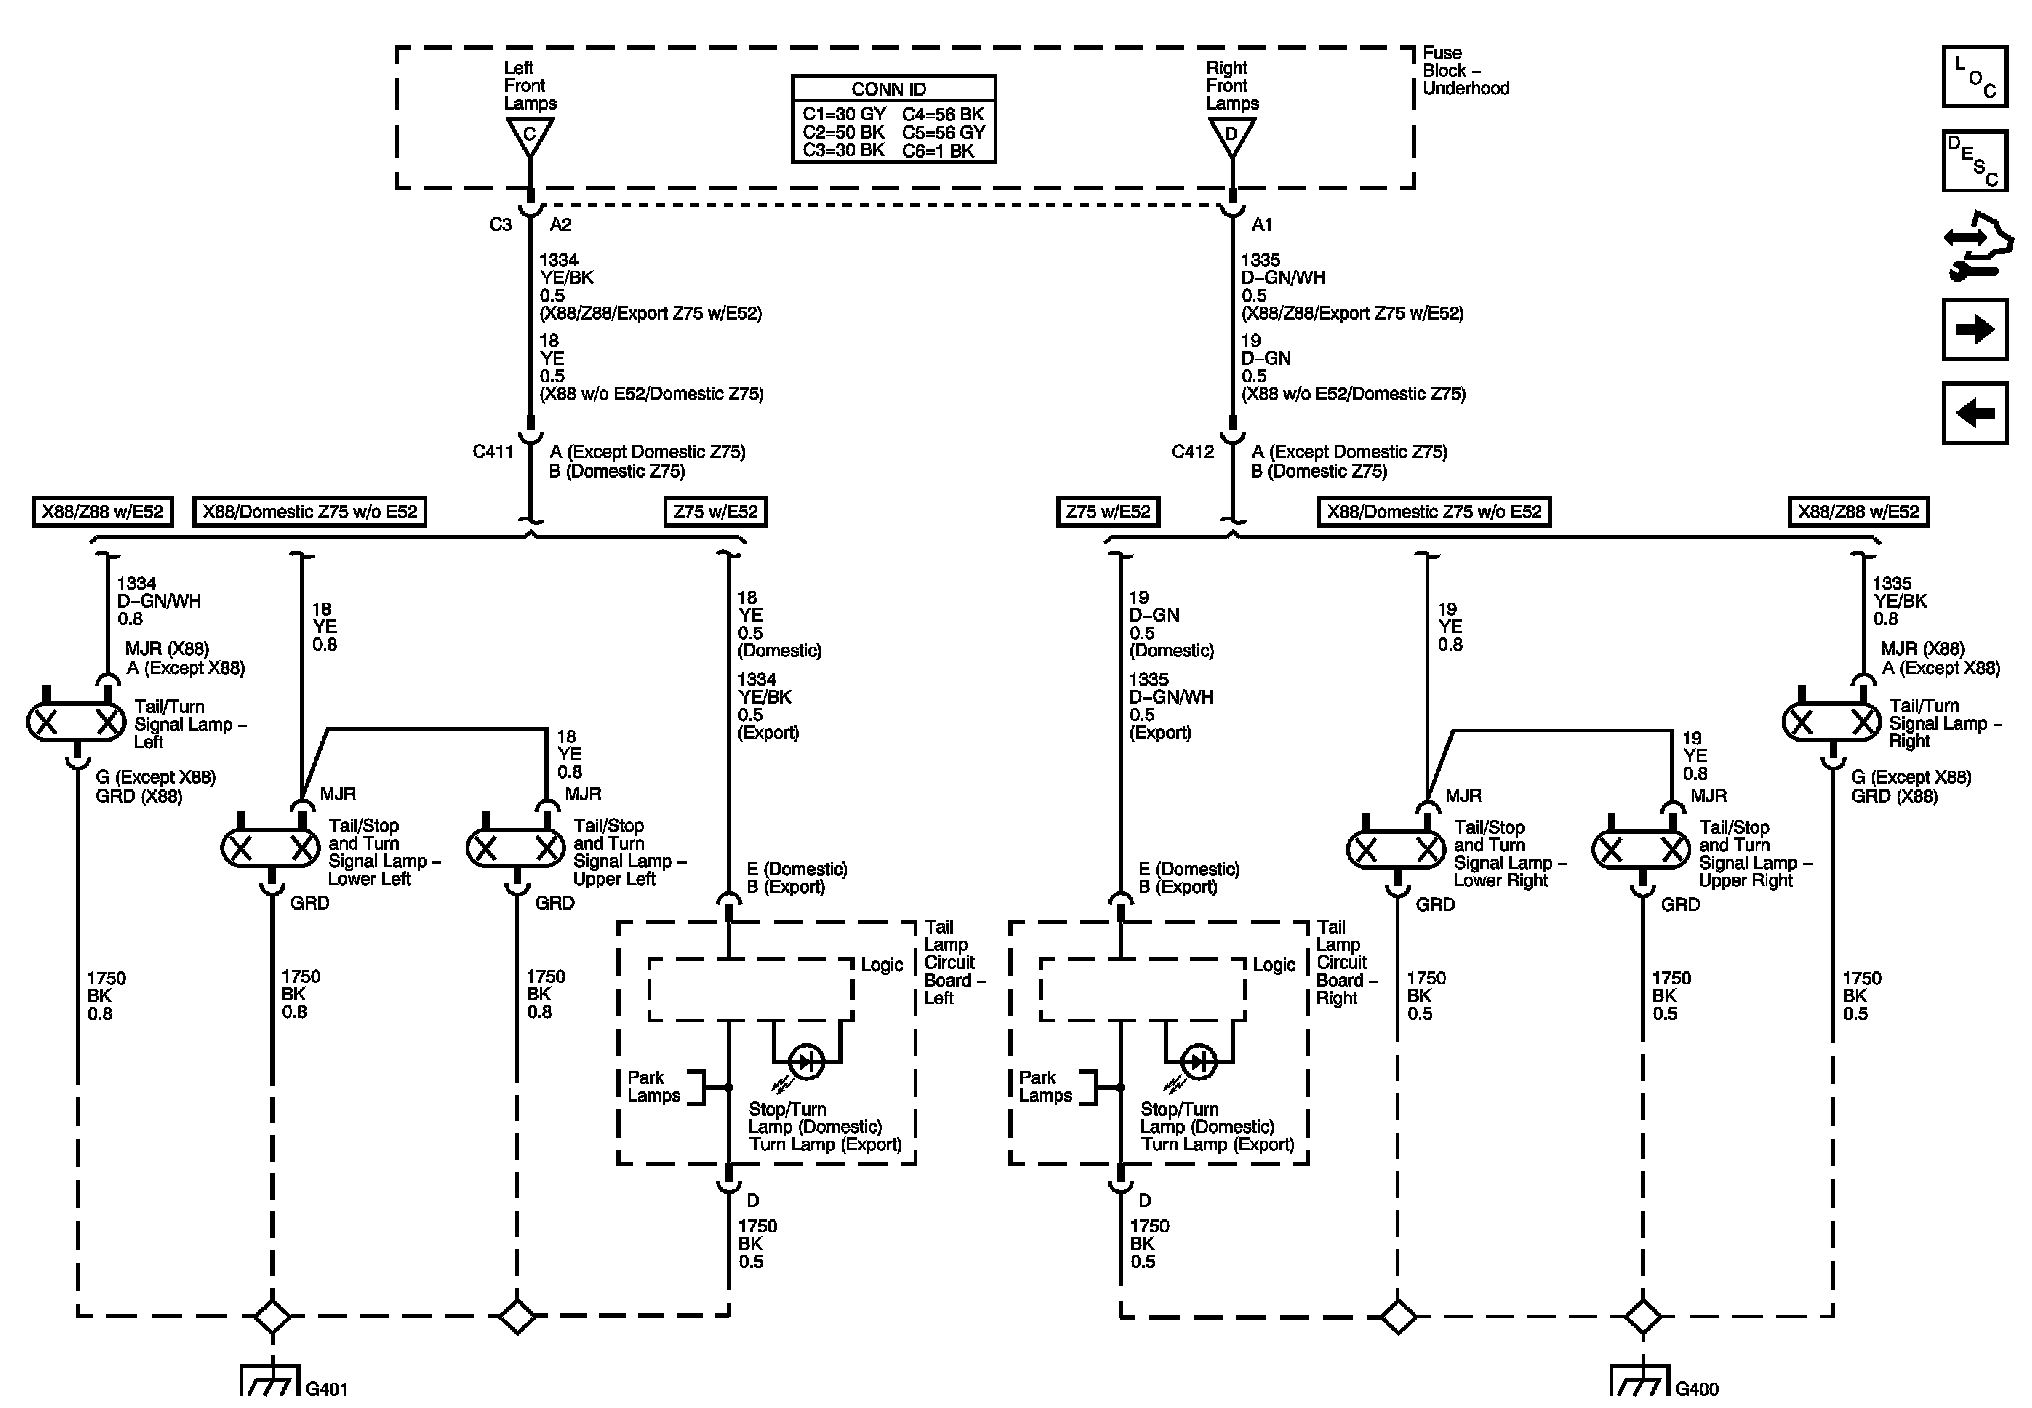 Left
Front
Lamps
C
CONN ID
C1=30 GY C4=56 BK
C2=50 BK C5=56 GY
C3=30 BK C6=1 BK
Right
Front
Lamps
D
Fuse
Block –
Underhood
L O C
D E S C
C3
A2
A1
1334
YE/BK
0.5
(X88/Z88/Export Z75 w/E52)
18
YE
0.5
(X88 w/o E52/Domestic Z75)
1335
D–GN/WH
0.5
(X88/Z88/Export Z75 w/E52)
19
D–GN
0.5
(X88 w/o E52/Domestic Z75)
C411
A (Except Domestic Z75)
B (Domestic Z75)
C412
A (Except Domestic Z75)
B (Domestic Z75)
X88/Z88 w/E52
X88/Domestic Z75 w/o E52
Z75 w/E52
Z75 w/E52
X88/Domestic Z75 w/o E52
X88/Z88 w/E52
1334
D–GN/WH
0.8
MJR (X88)
A (Except X88)
Tail/Turn
Signal Lamp –
Left
G (Except X88)
GRD (X88)
18
YE
0.8
18
YE
0.8
MJR
Tail/Stop
and Turn
Signal Lamp –
Lower Left
GRD
MJR
Tail/Stop
and Turn
Signal Lamp –
Upper Left
GRD
18
YE
0.5
(Domestic)
1334
YE/BK
0.5
(Export)
E (Domestic)
B (Export)
19
D–GN
0.5
(Domestic)
1335
D–GN/WH
0.5
(Export)
E (Domestic)
B (Export)
19
YE
0.8
19
YE
0.8
MJR
Tail/Stop
and Turn
Signal Lamp –
Lower Right
GRD
MJR
Tail/Stop
and Turn
Signal Lamp –
Upper Right
GRD
1335
YE/BK
0.8
MJR (X88)
A (Except X88)
Tail/Turn
Signal Lamp –
Right
G (Except X88)
GRD (X88)
1750
BK
0.8
1750
BK
0.8
1750
BK
0.8
Logic
Tail
Lamp
Circuit
Board –
Left
Park
Lamps
Stop/Turn
Lamp (Domestic)
Turn Lamp (Export)
D
1750
BK
0.5
Logic
Tail
Lamp
Circuit
Board –
Right
Park
Lamps
Stop/Turn
Lamp (Domestic)
Turn Lamp (Export)
D
1750
BK
0.5
1750
BK
0.5
1750
BK
0.5
1750
BK
0.5
G401
G400